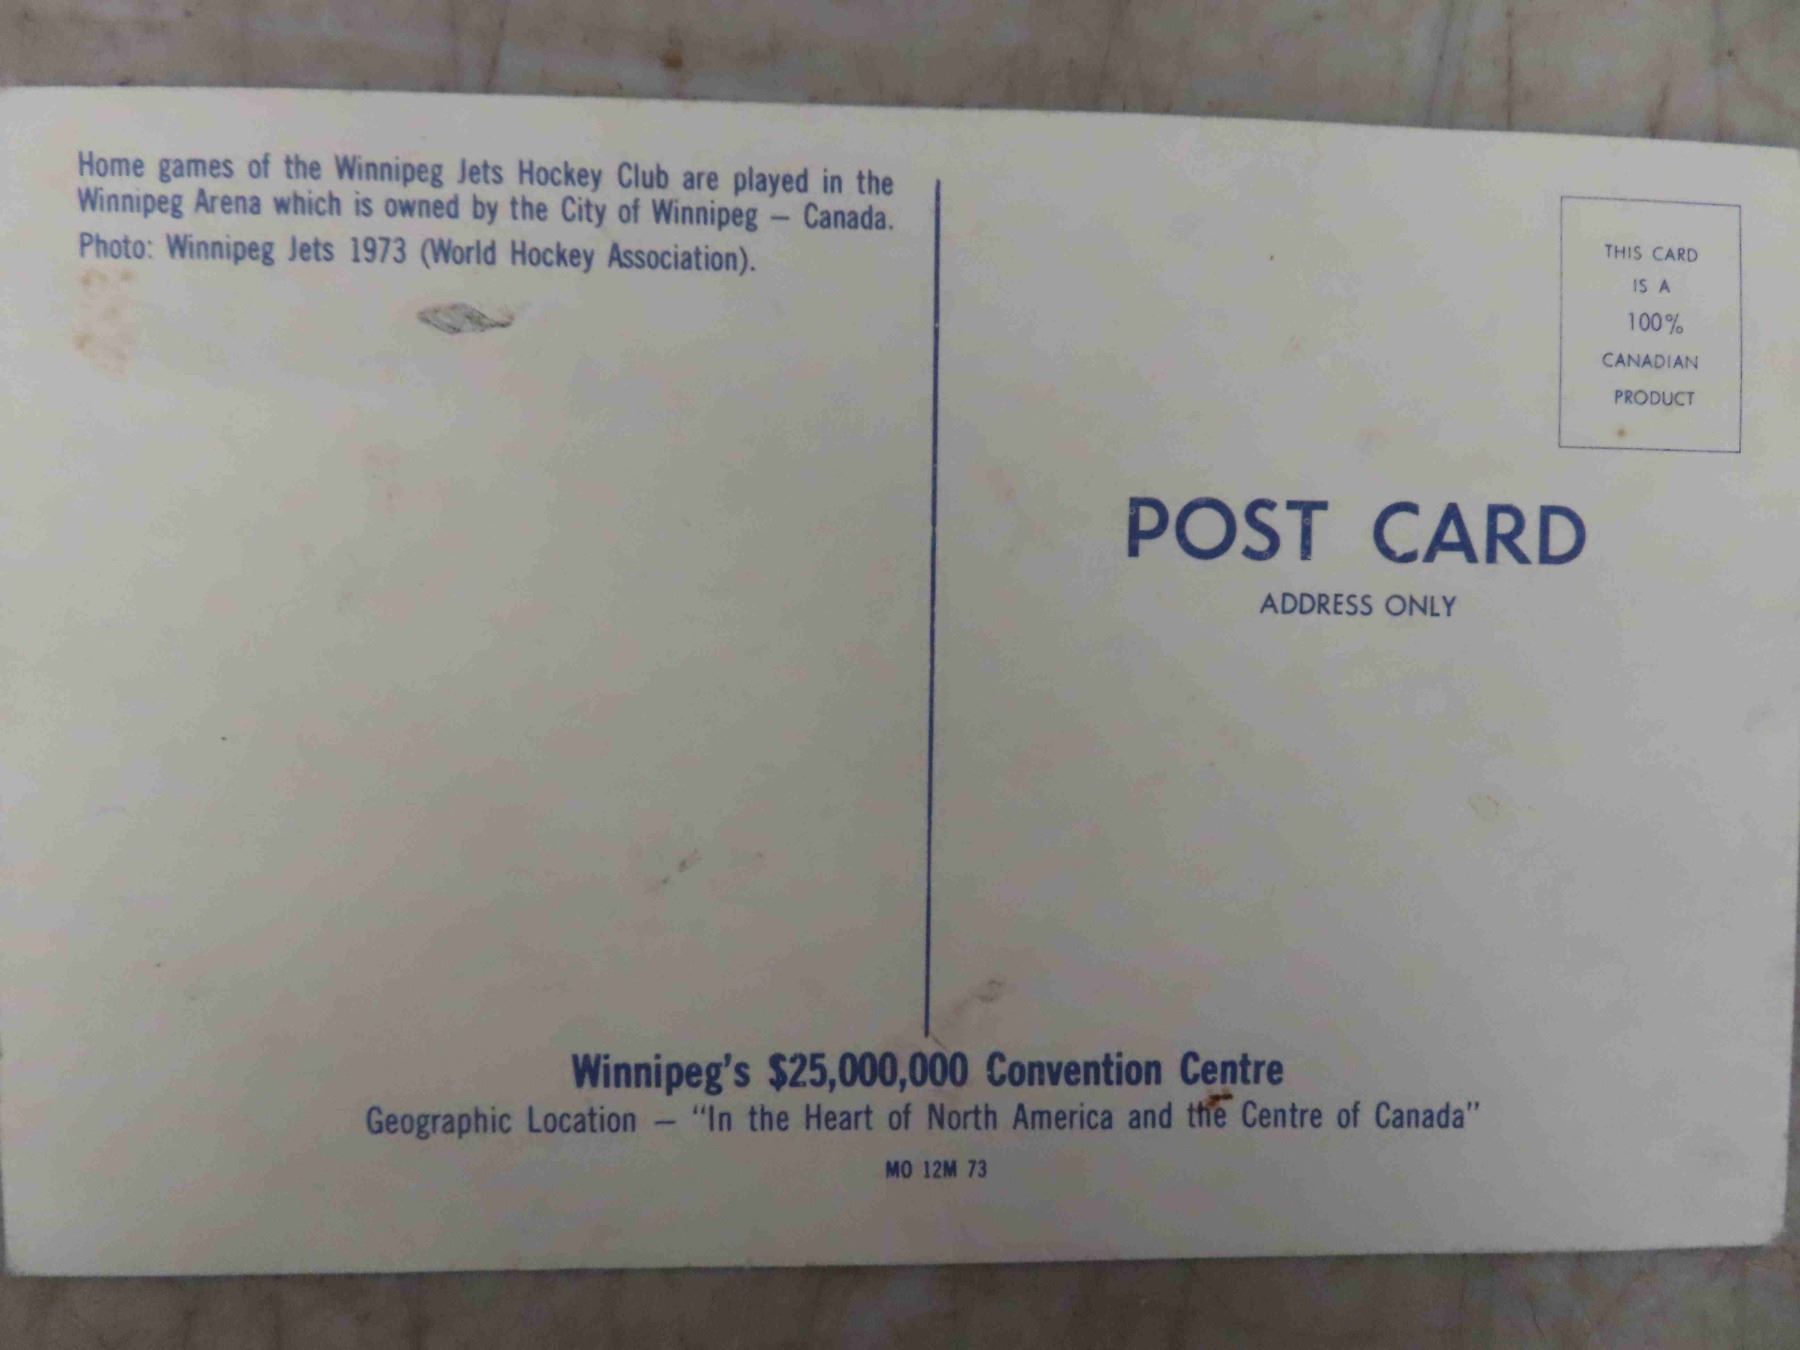 Home games of the Winnipeg Jets Hockey Club are played in the
Winnipeg Arena which is owned by the City of Winnipeg — Canada.
Photo: Winnipeg Jets 1973 (World Hockey Association).
THIS CARD
IS A
100%
CANADIAN
PRODUCT
POST CARD
ADDRESS ONLY
Winnipeg's $25,000,000 Convention Centre
Geographic Location — "In the Heart of North America and the Centre of Canada"
MO 12M 73